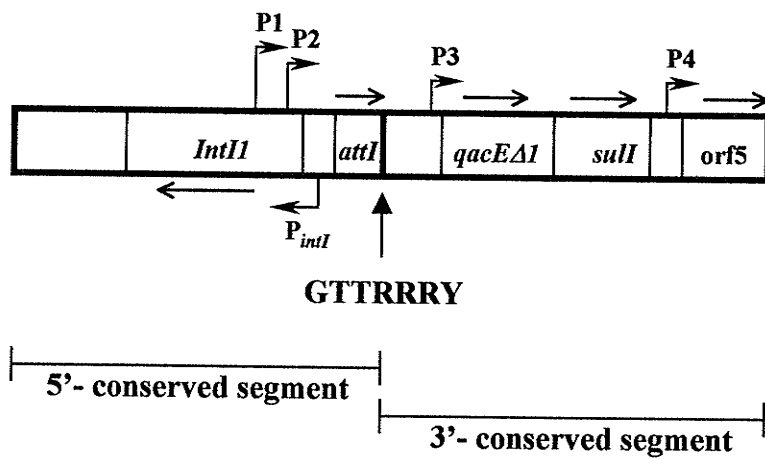 P1
P2
P3
P4
IntI1
attI
qacEΔ1
sulI
orf5
PintI
GTTRRRY
5’- conserved segment
3’- conserved segment